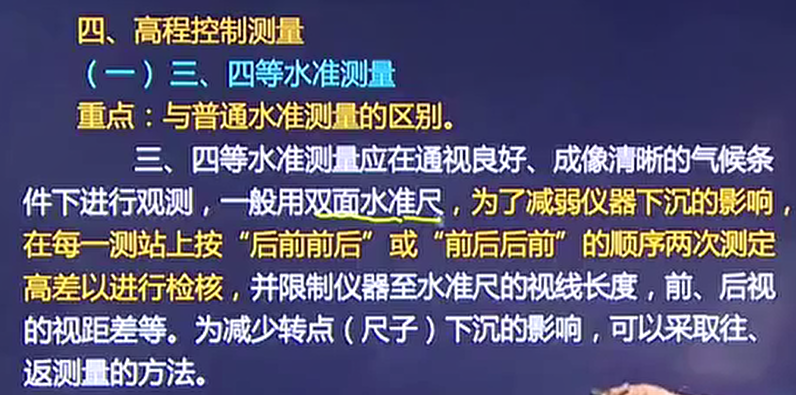 四、高程控制测量
（一）三、四等水准测量
重点：与普通水准测量的区别。
三、四等水准测量应在通视良好、成像清晰的气候条
件下进行观测，一般用双面水准尺，为了减弱仪器下沉的影响，
在每一测站上按“后前前后”或“前后后前”的顺序两次测定
高差以进行检核，并限制仪器至水准尺的视线长度，前、后视
的视距差等。为减少转点（尺子）下沉的影响，可以采取往、
返测量的方法。